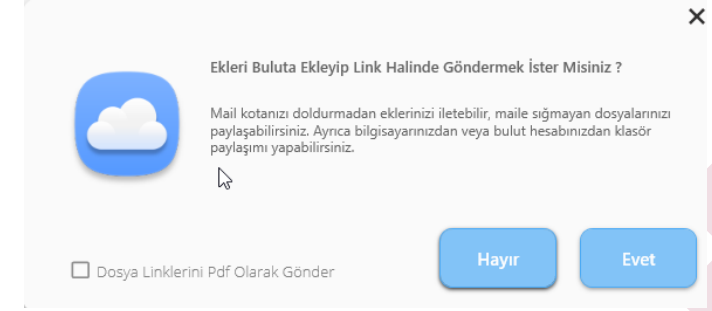 Ekleri Buluta Ekleyip Link Halinde Göndermek İster Misiniz ?
Mail kotanızı doldurmadan eklerinizi iletebilir, maile sığmayan dosyalarınızı
paylaşabilirsiniz. Ayrıca bilgisayarınızdan veya bulut hesabınızdan klasör
paylaşımı yapabilirsiniz.
Dosya Linklerini Pdf Olarak Gönder
Hayır
Evet